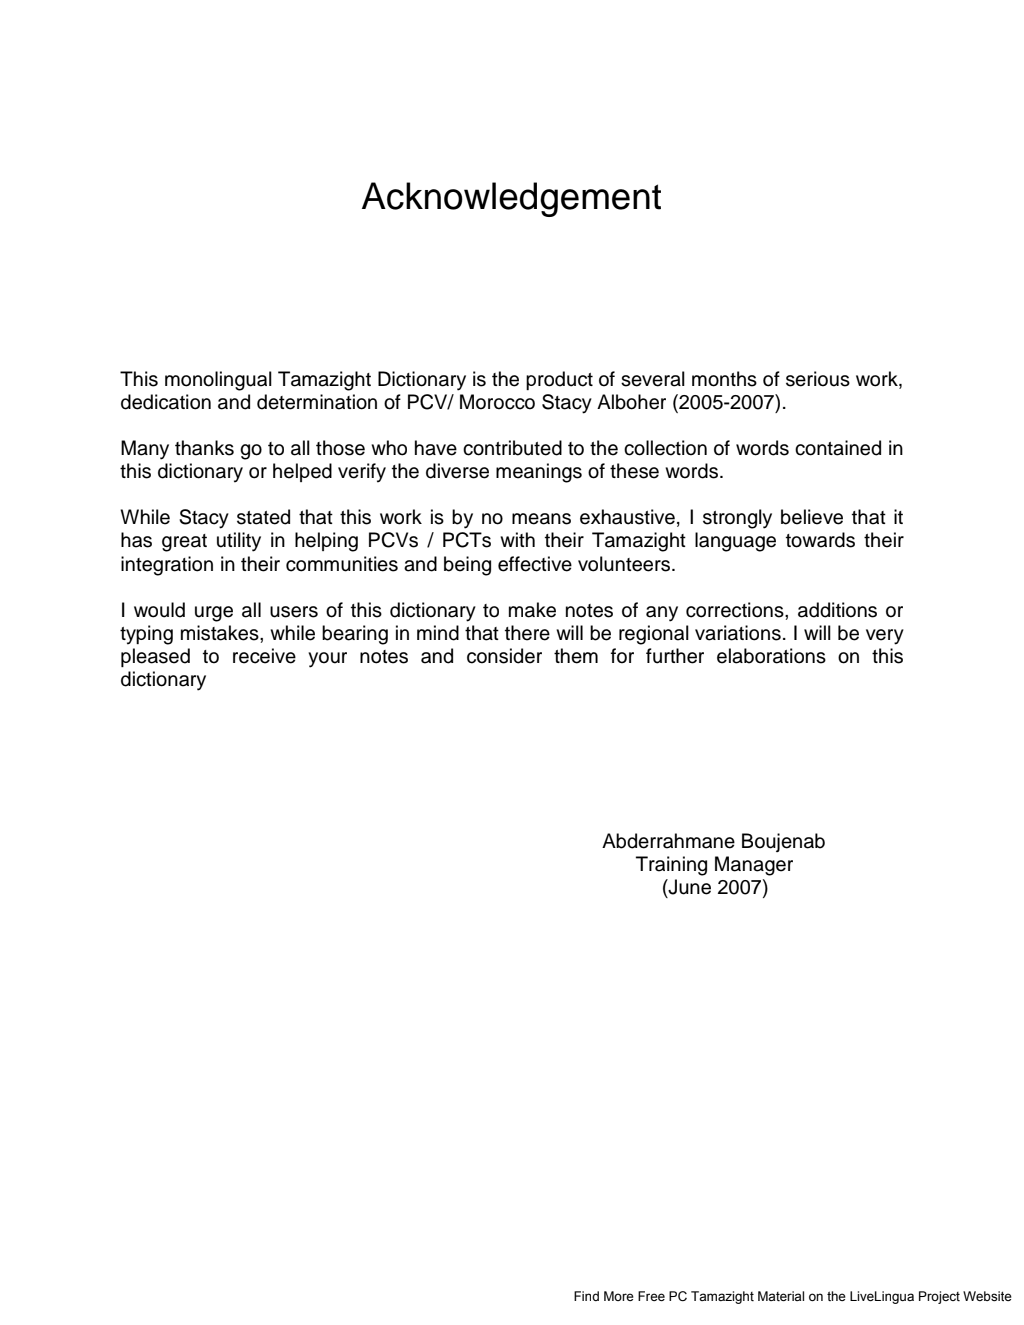 Acknowledgement
This monolingual Tamazight Dictionary is the product of several months of serious work,
dedication and determination of PCV/ Morocco Stacy Alboher (2005-2007).
Many thanks go to all those who have contributed to the collection of words contained in
this dictionary or helped verify the diverse meanings of these words.
While Stacy stated that this work is by no means exhaustive, I strongly believe that it
has great utility in helping PCVs / PCTs with their Tamazight language towards their
integration in their communities and being effective volunteers.
I would urge all users of this dictionary to make notes of any corrections, additions or
typing mistakes, while bearing in mind that there will be regional variations. I will be very
pleased to receive your notes and consider them for further elaborations on this
dictionary
Abderrahmane Boujenab
Training Manager
(June 2007)
Find More Free PC Tamazight Material on the LiveLingua Project Website